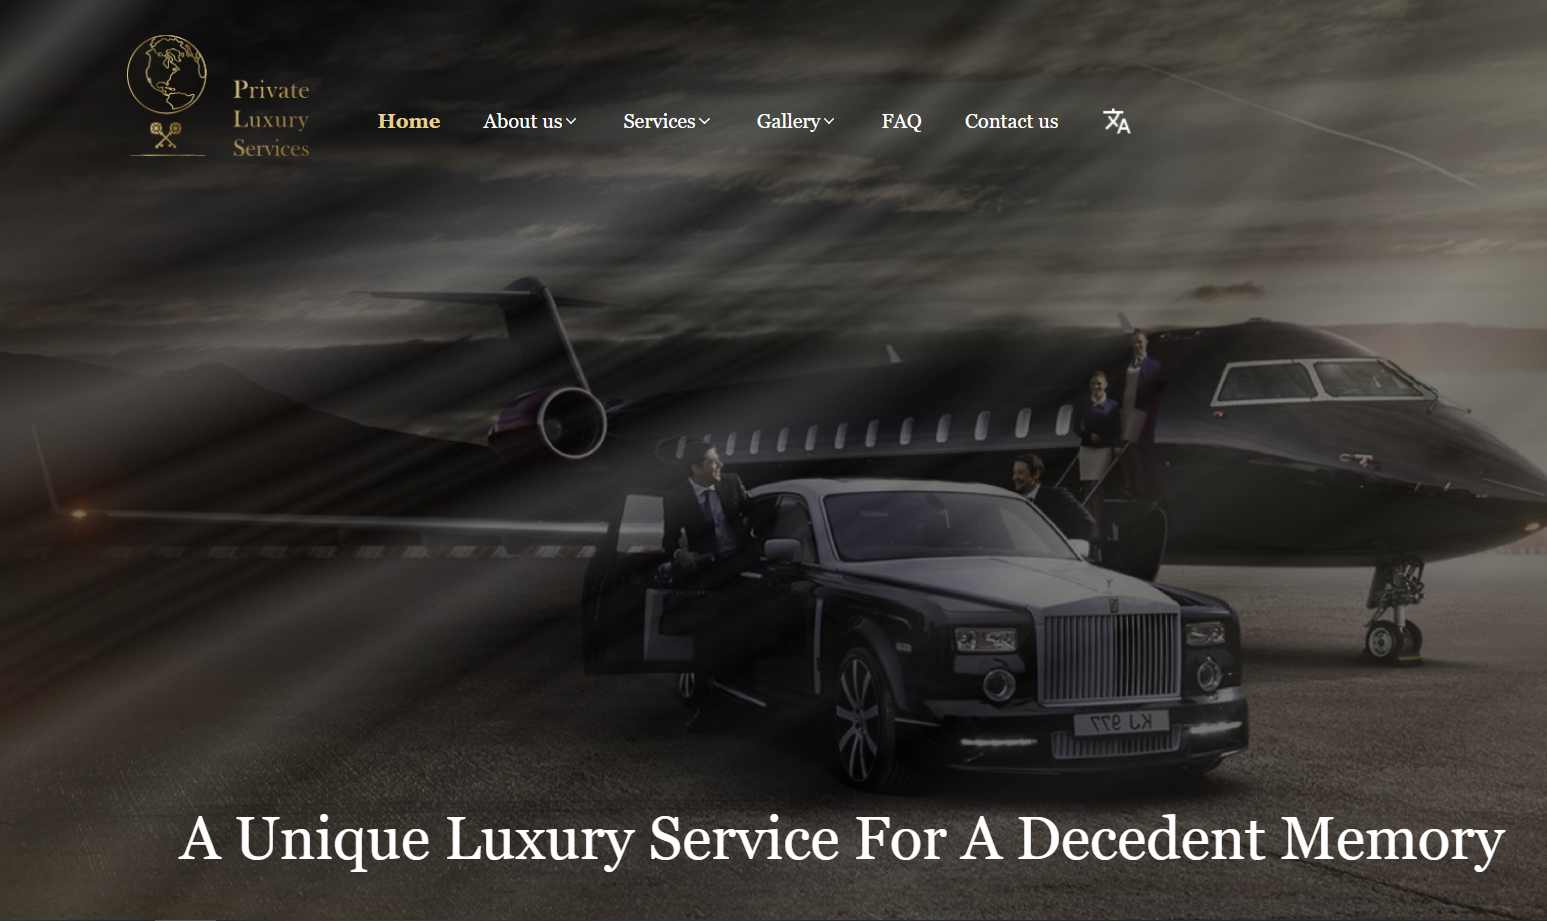 Private
Luxury
Services
Home About us Services Gallery FAQ Contact us
KJ 977
A Unique Luxury Service For A Decedent Memory